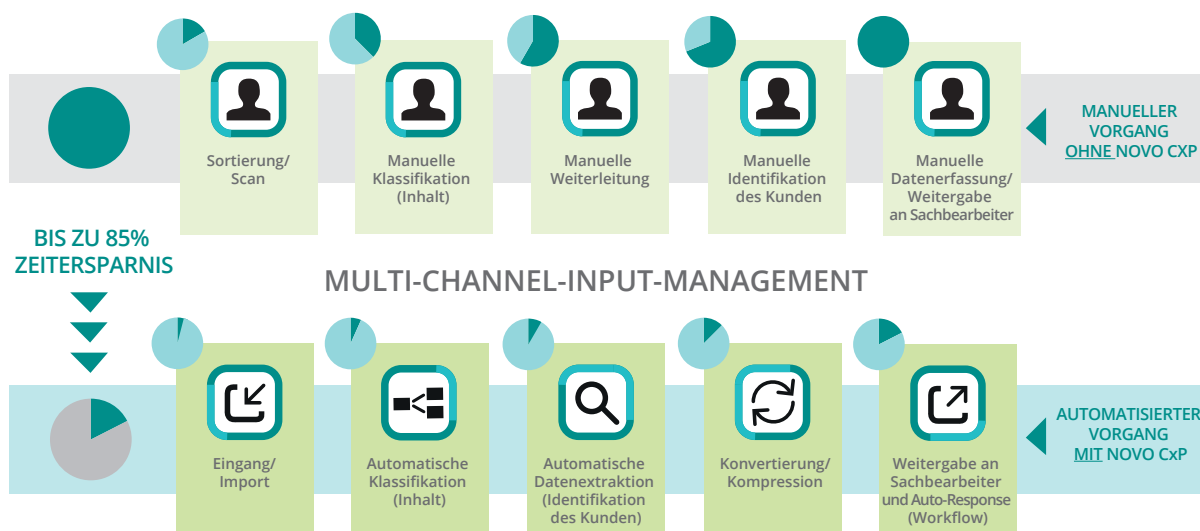 Sortierung/
Scan
Manuelle
Klassifikation
(Inhalt)
Manuelle
Weiterleitung
Manuelle
Identifikation
des Kunden
Manuelle
Datenerfassung/
Weitergabe
an Sachbearbeiter
MANUELLER
VORGANG
OHNE NOVO CXP
BIS ZU 85%
ZEITERSPARNIS
MULTI-CHANNEL-INPUT-MANAGEMENT
Eingang/
Import
Automatische
Klassifikation
(Inhalt)
Automatische
Datenextraktion
(Identifikation
des Kunden)
Konvertierung/
Kompression
Weitergabe an
Sachbearbeiter
und Auto-Response
(Workflow)
AUTOMATISIERTER
VORGANG
MIT NOVO CxP